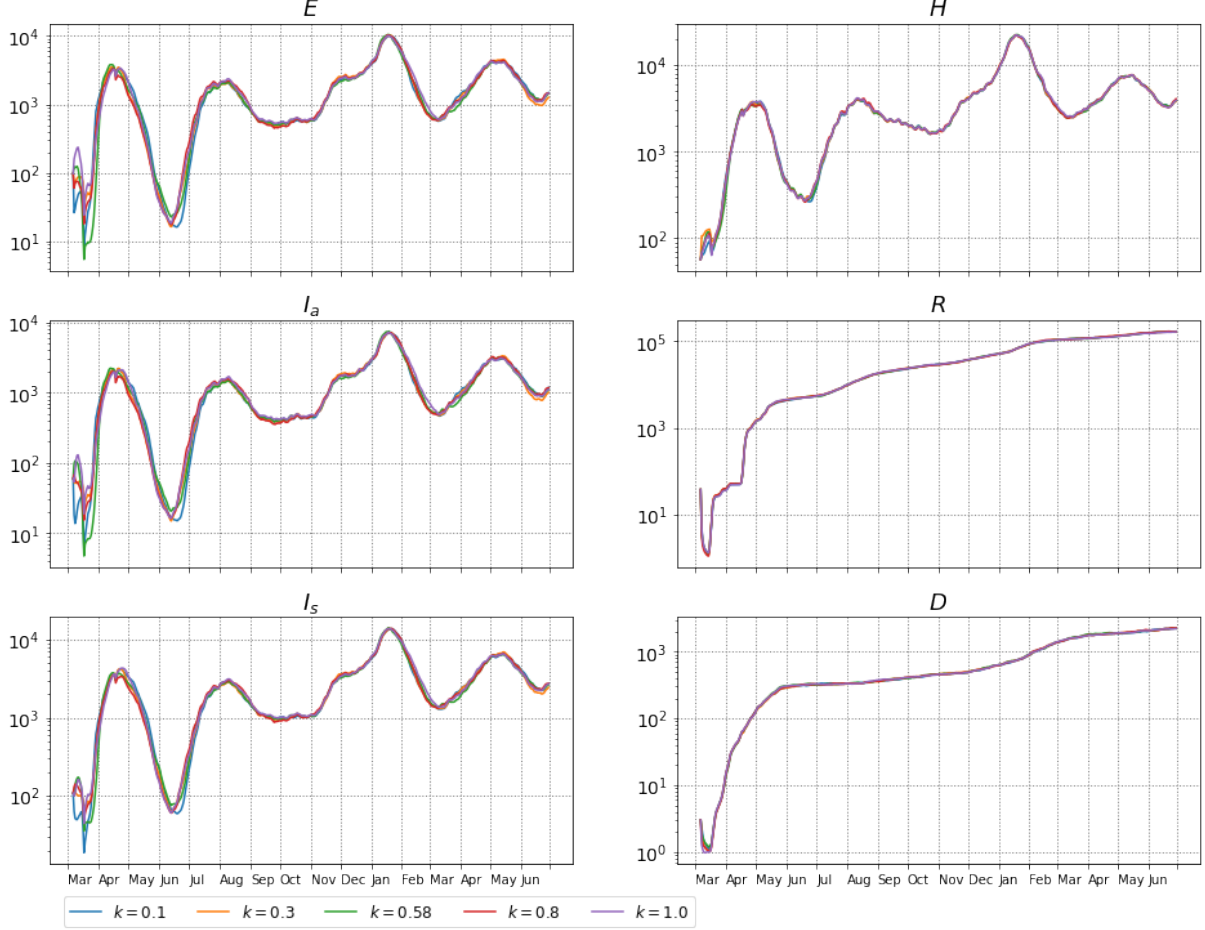 E
H
10^4
10^3
10^2
10^1
10^4
10^3
10^2
I_a
R
10^4
10^3
10^2
10^1
10^5
10^3
10^1
I_s
D
10^4
10^3
10^2
10^3
10^2
10^1
10^0
Mar Apr May Jun Jul Aug Sep Oct Nov Dec Jan Feb Mar Apr May Jun
Mar Apr May Jun Jul Aug Sep Oct Nov Dec Jan Feb Mar Apr May Jun
k = 0.1 k = 0.3 k = 0.58 k = 0.8 k = 1.0